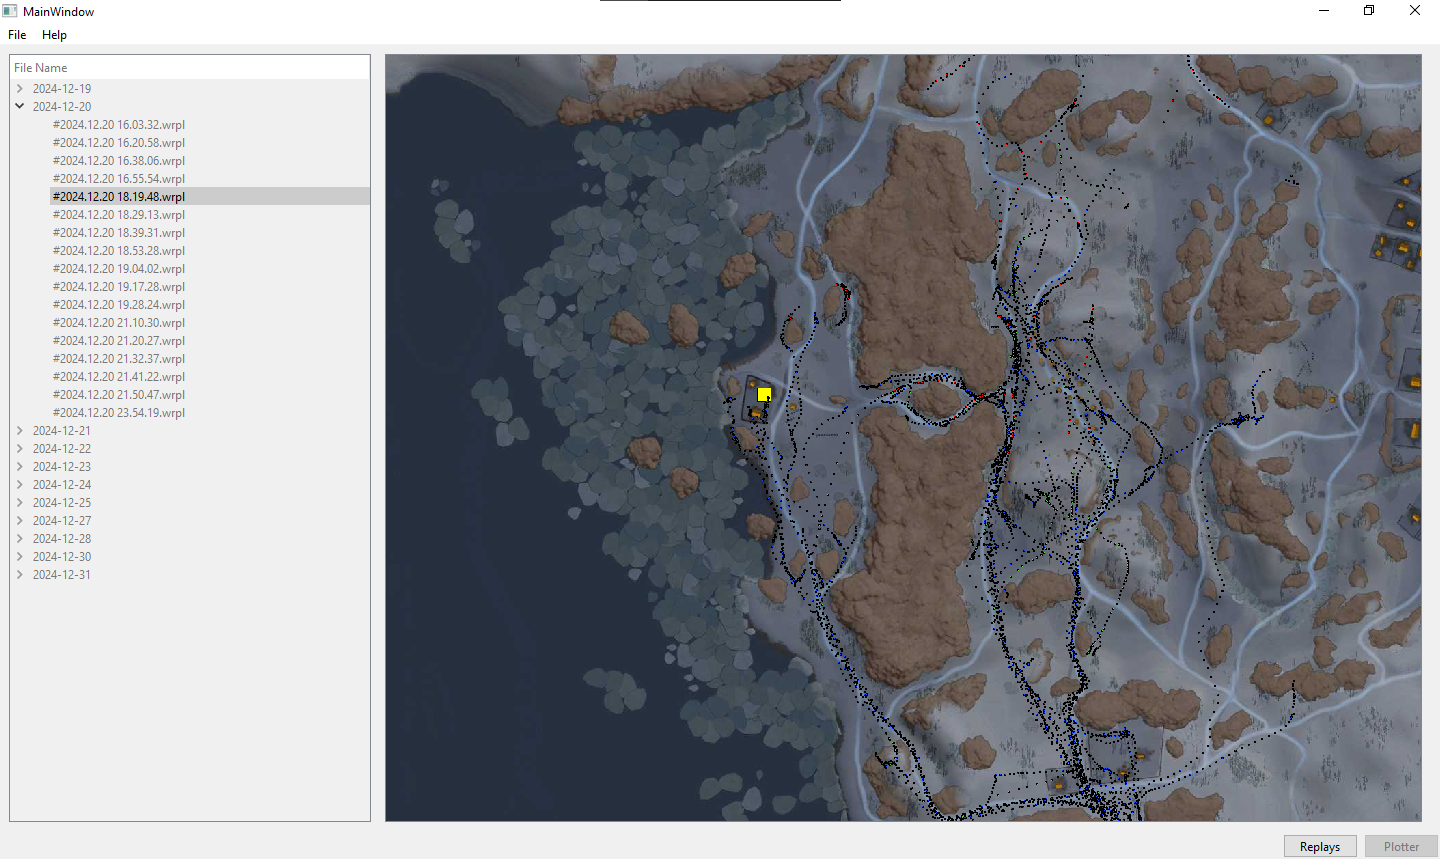 MainWindow
File Help
File Name
2024-12-19
2024-12-20
#2024.12.20 16.03.32.wrpl
#2024.12.20 16.20.58.wrpl
#2024.12.20 16.38.06.wrpl
#2024.12.20 16.55.54.wrpl
#2024.12.20 18.19.48.wrpl
#2024.12.20 18.29.13.wrpl
#2024.12.20 18.39.31.wrpl
#2024.12.20 18.53.28.wrpl
#2024.12.20 19.04.02.wrpl
#2024.12.20 19.17.28.wrpl
#2024.12.20 19.28.24.wrpl
#2024.12.20 21.10.30.wrpl
#2024.12.20 21.20.27.wrpl
#2024.12.20 21.32.37.wrpl
#2024.12.20 21.41.22.wrpl
#2024.12.20 21.50.47.wrpl
#2024.12.20 23.54.19.wrpl
2024-12-21
2024-12-22
2024-12-23
2024-12-24
2024-12-25
2024-12-27
2024-12-28
2024-12-30
2024-12-31
Replays Plotter